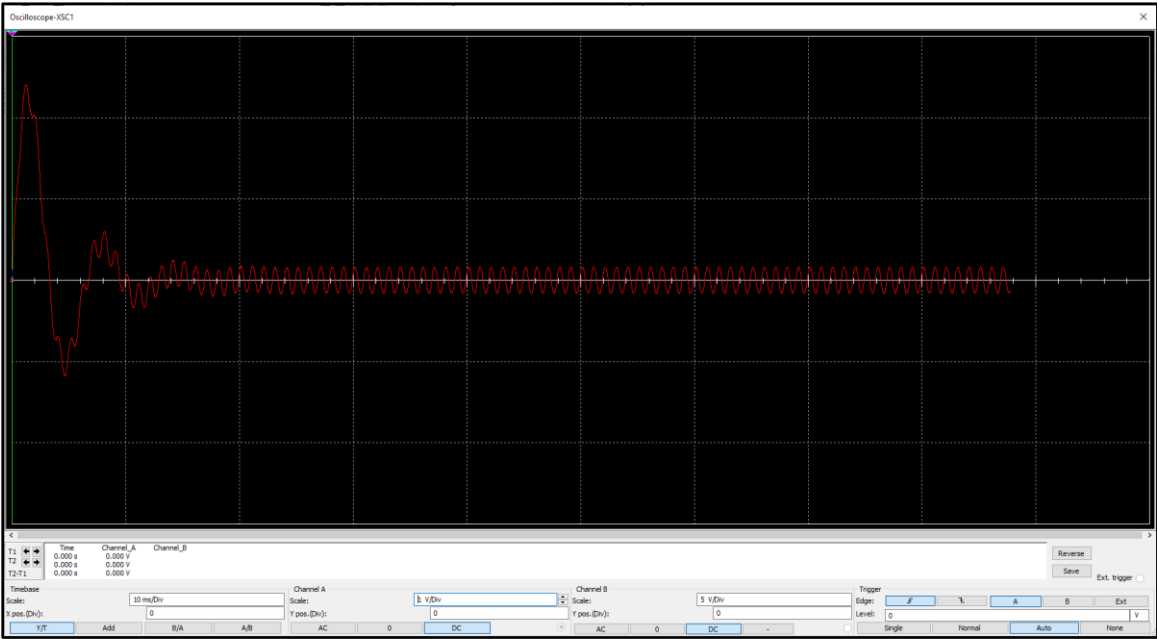 Oscilloscope-XSC1
T1
T2
T2-T1
Time Channel_A Channel_B
0.000 s 0.000 V
0.000 s 0.000 V
0.000 s 0.000 V
Reverse
Save
Ext. trigger
Timebase
Scale: 10 ms/Div
X pos.(Div): 0
Y/T Add B/A A/B
Channel A
Scale: 1 V/Div
Y pos.(Div): 0
AC 0 DC
Channel B
Scale: 5 V/Div
Y pos.(Div): 0
AC 0 DC -
Trigger
Edge: A B Ext
Level: 0 V
Single Normal Auto None